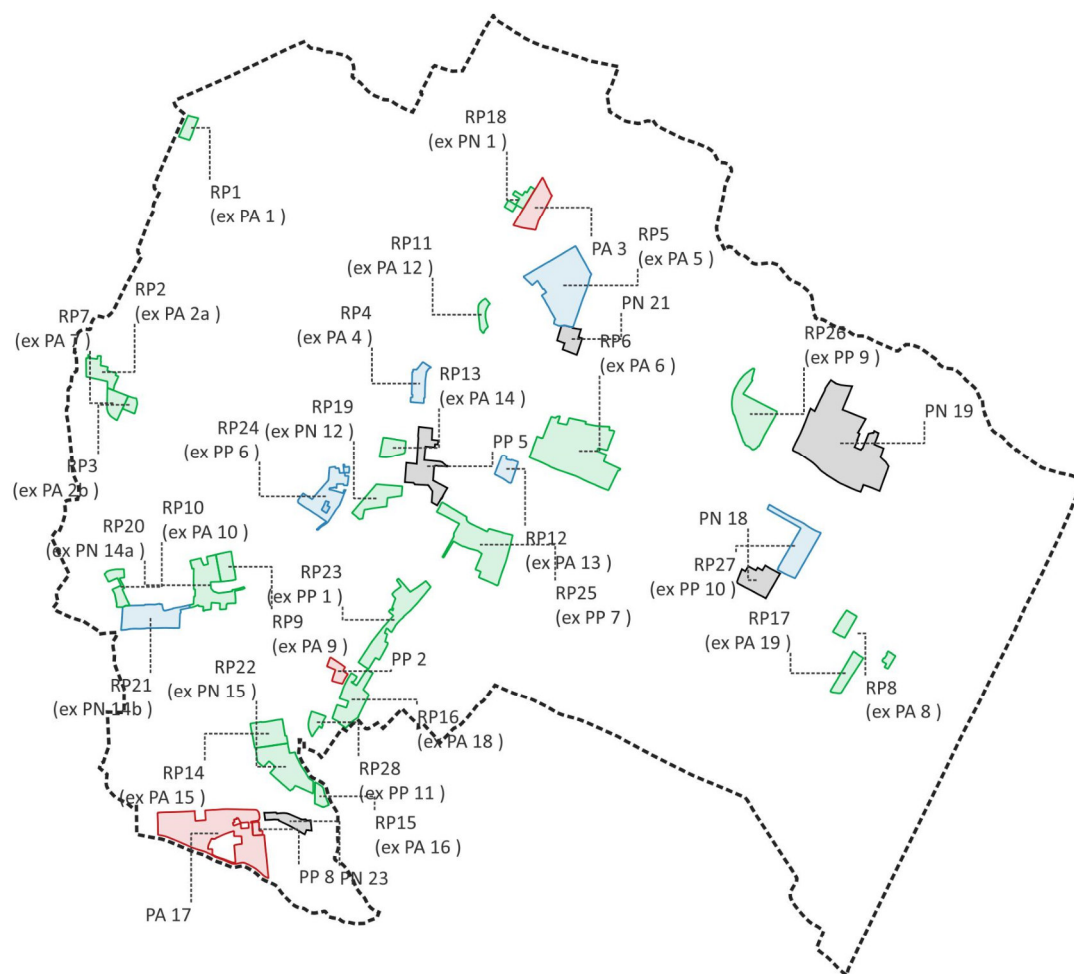 RP18
(ex PN 1 )
RP1
(ex PA 1 )
PA 3
RP5
(ex PA 5 )
RP11
(ex PA 12 )
RP2
(ex PA 2a )
RP7
(ex PA 7 )
PN 21
RP4
(ex PA 4 )
RP6
(ex PA 6 )
RP26
(ex PP 9 )
RP13
(ex PA 14 )
PN 19
RP19
(ex PN 12 )
RP24
(ex PP 6 )
PP 5
RP3
(ex PA 2b )
RP10
(ex PA 10 )
RP20
(ex PN 14a )
PN 18
RP12
(ex PA 13 )
RP27
(ex PP 10 )
RP23
(ex PP 1 )
RP25
(ex PP 7 )
RP9
(ex PA 9 )
RP17
(ex PA 19 )
PP 2
RP22
(ex PN 15 )
RP21
(ex PN 14b )
RP8
(ex PA 8 )
RP16
(ex PA 18 )
RP14
(ex PA 15 )
RP28
(ex PP 11 )
RP15
(ex PA 16 )
PP 8
PN 23
PA 17